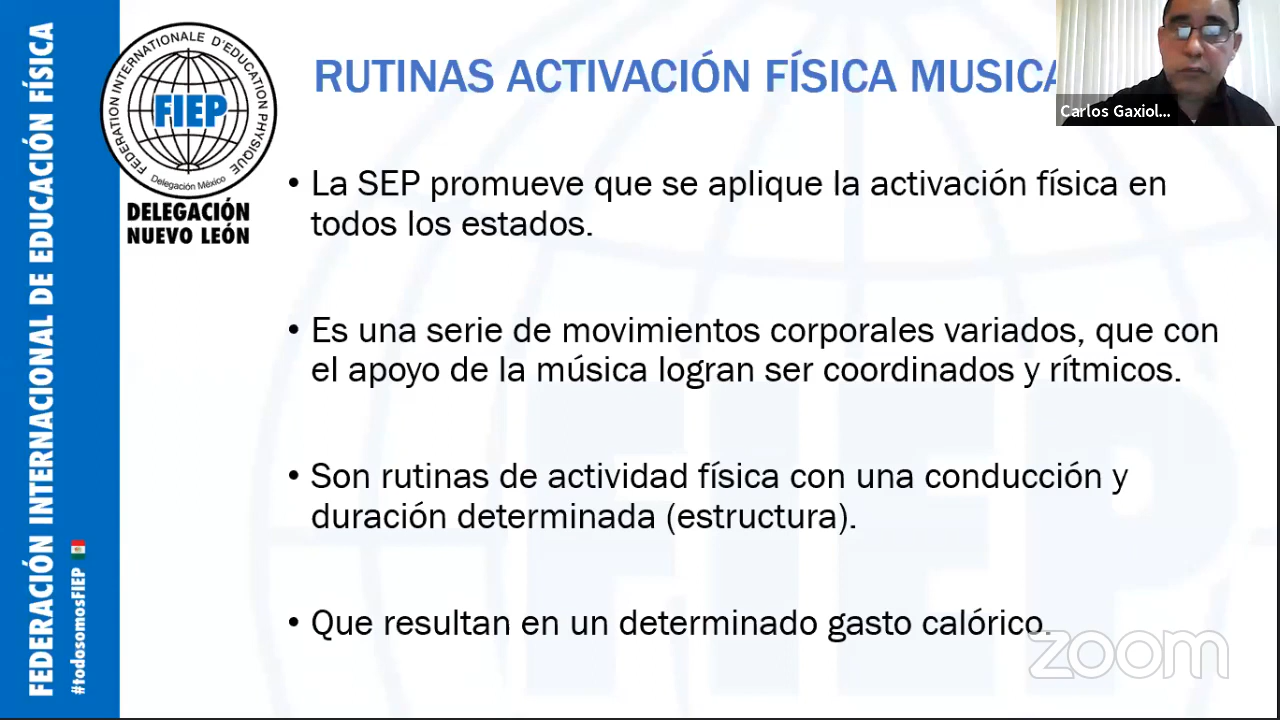 FEDERACIÓN INTERNACIONAL DE EDUCACIÓN FÍSICA
#todosomosFIEP
FEDERATION INTERNATIONALE D'EDUCATION PHYSIQUE
FIEP
Delegación México
DELEGACIÓN
NUEVO LEÓN
RUTINAS ACTIVACIÓN FÍSICA MUSICA
Carlos Gaxiol...
• La SEP promueve que se aplique la activación física en
todos los estados.
• Es una serie de movimientos corporales variados, que con
el apoyo de la música logran ser coordinados y rítmicos.
• Son rutinas de actividad física con una conducción y
duración determinada (estructura).
• Que resultan en un determinado gasto calórico.
zoom